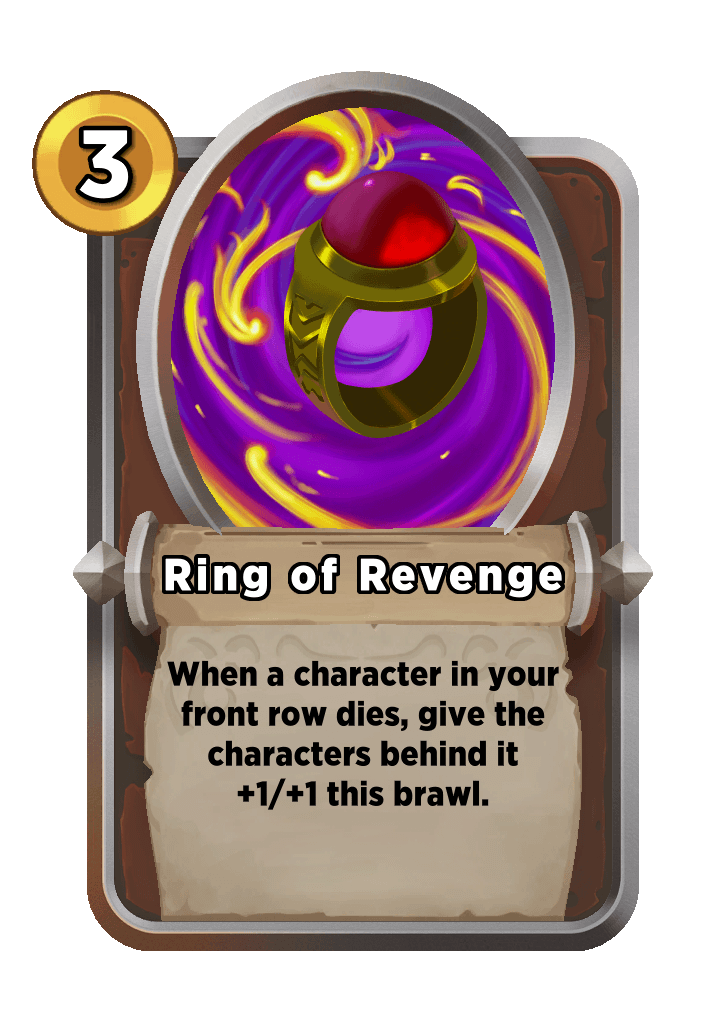 3
Ring of Revenge
When a character in your
front row dies, give the
characters behind it
+1/+1 this brawl.